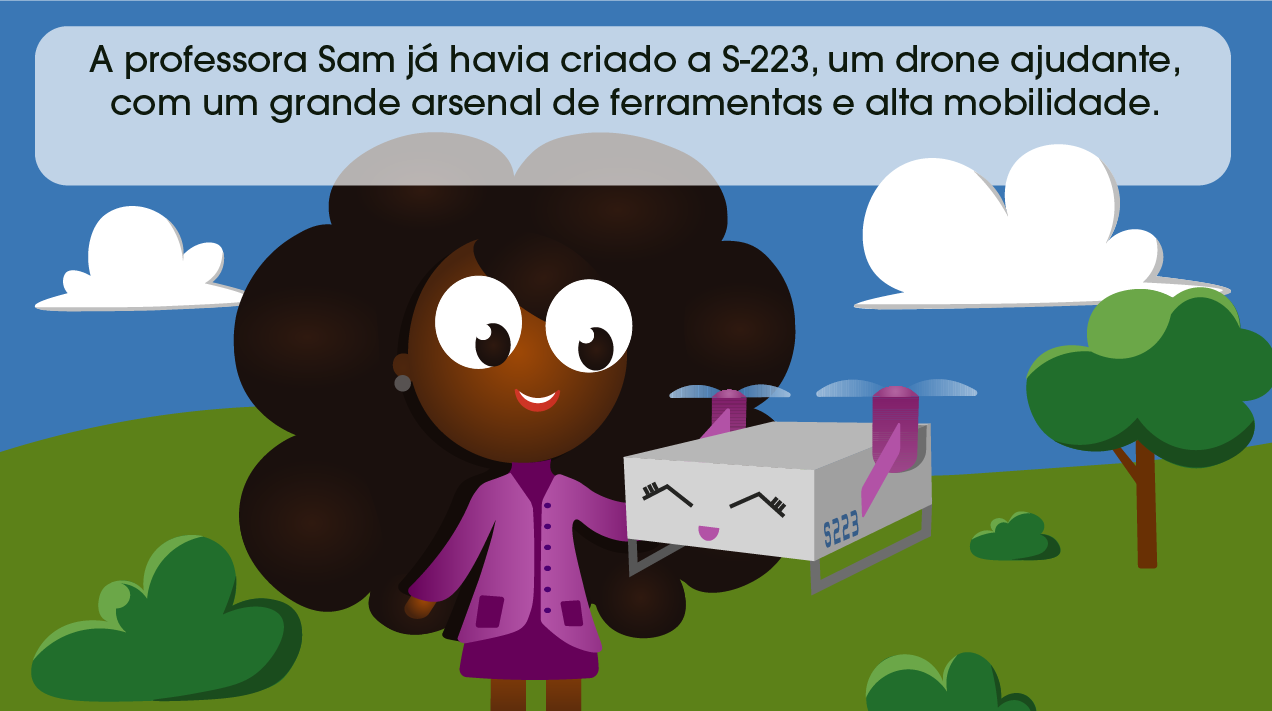 A professora Sam já havia criado a S-223, um drone ajudante,
com um grande arsenal de ferramentas e alta mobilidade.
S223